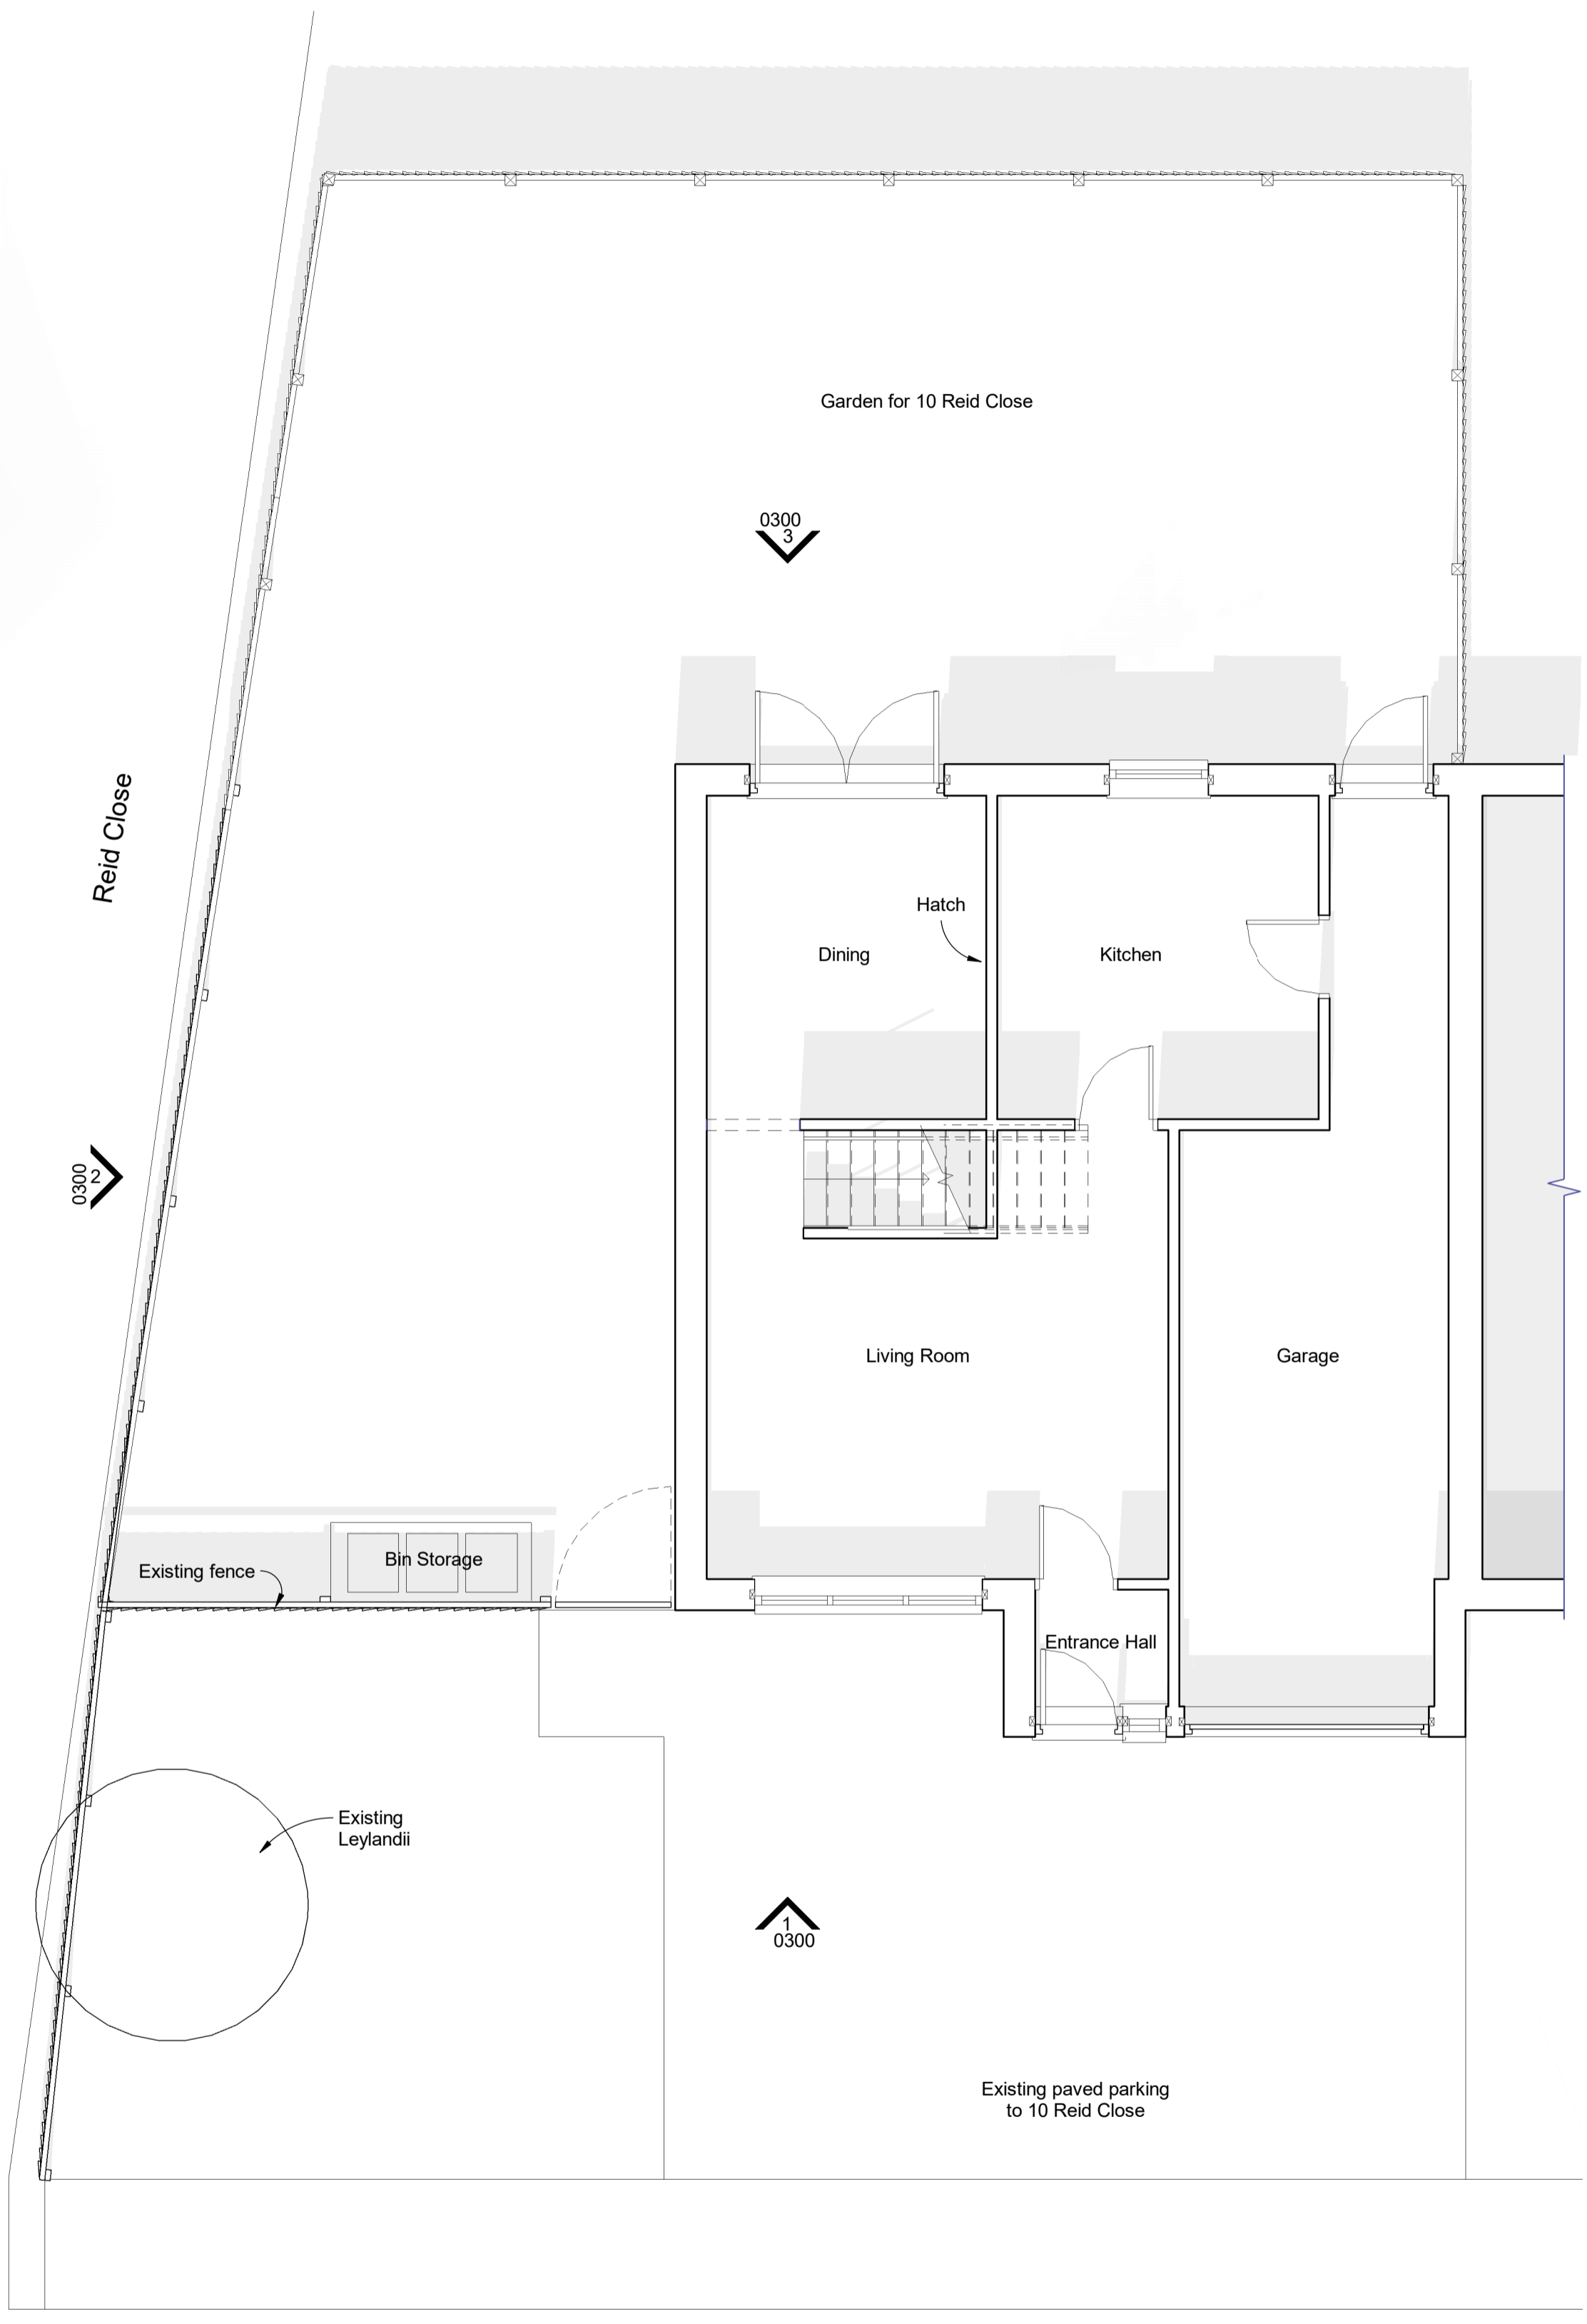 Garden for 10 Reid Close
0300
3
Reid Close
Hatch
Dining
Kitchen
0300
2
Living Room
Garage
Bin Storage
Existing fence
Entrance Hall
Existing
Leylandii
1
0300
Existing paved parking
to 10 Reid Close